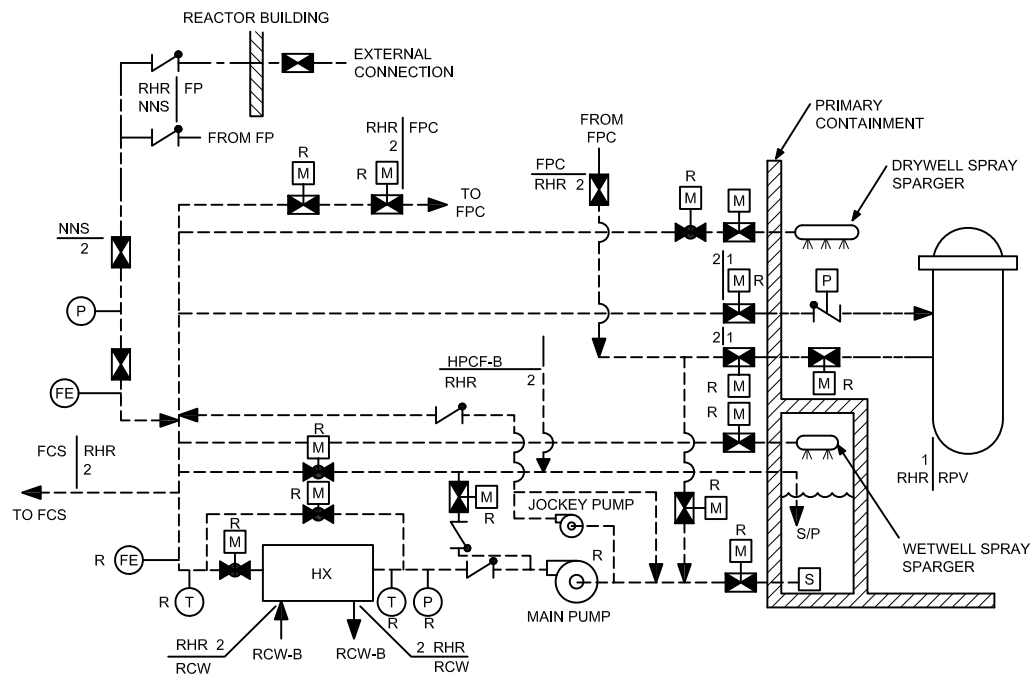 REACTOR BUILDING
EXTERNAL
CONNECTION
RHR FP
NNS
FROM FP
RHR FPC
2
R
M
R M
TO
FPC
FROM
FPC
FPC
RHR 2
PRIMARY
CONTAINMENT
DRYWELL SPRAY
SPARGER
R
M
M
NNS
2
2 1
M R
P
P
2 1
M
R
M R
FE
HPCF-B
RHR 2
R M
FCS RHR
2
R
M
1
RHR RPV
TO FCS
R M
M
R
R
M
JOCKEY PUMP
S/P
WETWELL SPRAY
SPARGER
R FE
R
M
HX
R
R
M
S
R T
T
R
P
R
MAIN PUMP
RHR 2
RCW
RCW-B
RCW-B
2 RHR
RCW